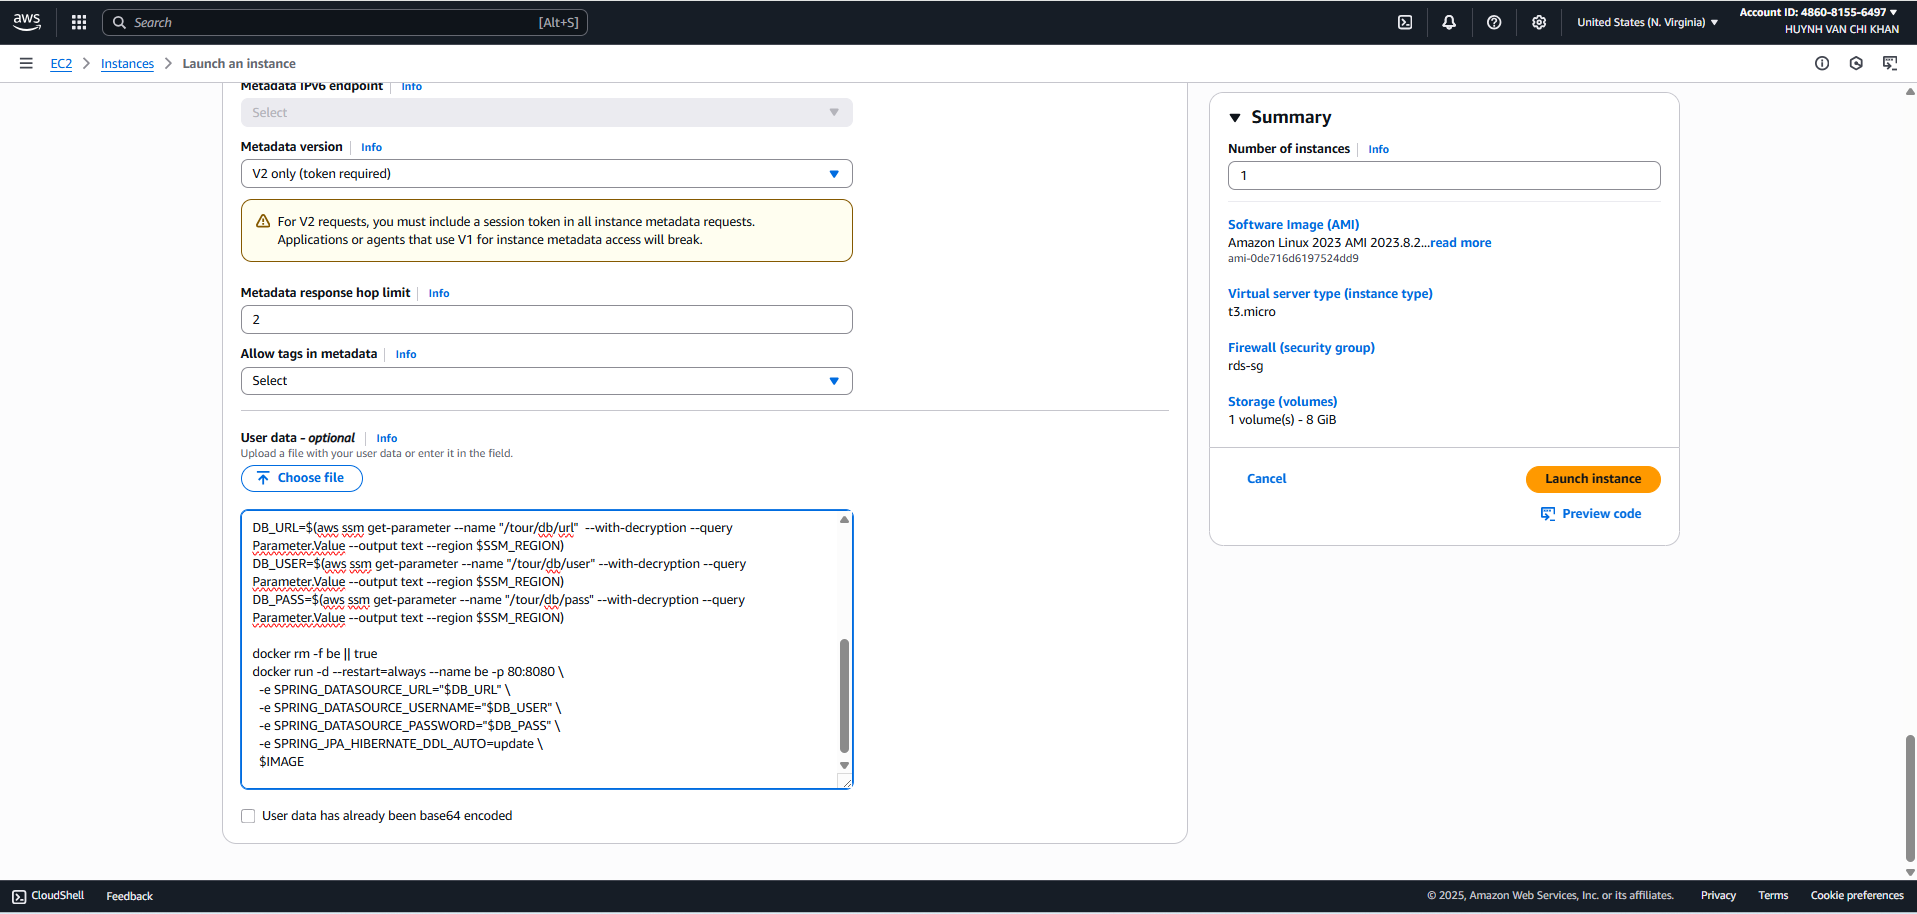 aws
Search [Alt+S]
United States (N. Virginia)
Account ID: 4860-8155-6497
HUYNH VAN CHI KHAN
EC2
Instances
Launch an instance
Metadata IPv6 endpoint Info
Select
Metadata version Info
V2 only (token required)
For V2 requests, you must include a session token in all instance metadata requests.
Applications or agents that use V1 for instance metadata access will break.
Metadata response hop limit Info
2
Allow tags in metadata Info
Select
User data - optional Info
Upload a file with your user data or enter it in the field.
Choose file
DB_URL=$(aws ssm get-parameter --name "/tour/db/url"  --with-decryption --query
Parameter.Value --output text --region $SSM_REGION)
DB_USER=$(aws ssm get-parameter --name "/tour/db/user" --with-decryption --query
Parameter.Value --output text --region $SSM_REGION)
DB_PASS=$(aws ssm get-parameter --name "/tour/db/pass" --with-decryption --query
Parameter.Value --output text --region $SSM_REGION)
docker rm -f be || true
docker run -d --restart=always --name be -p 80:8080 \
-e SPRING_DATASOURCE_URL="$DB_URL" \
-e SPRING_DATASOURCE_USERNAME="$DB_USER" \
-e SPRING_DATASOURCE_PASSWORD="$DB_PASS" \
-e SPRING_JPA_HIBERNATE_DDL_AUTO=update \
$IMAGE
User data has already been base64 encoded
Summary
Number of instances Info
1
Software Image (AMI)
Amazon Linux 2023 AMI 2023.8.2...read more
ami-0de716d6197524dd9
Virtual server type (instance type)
t3.micro
Firewall (security group)
rds-sg
Storage (volumes)
1 volume(s) - 8 GiB
Cancel
Launch instance
Preview code
CloudShell
Feedback
© 2025, Amazon Web Services, Inc. or its affiliates.
Privacy
Terms
Cookie preferences